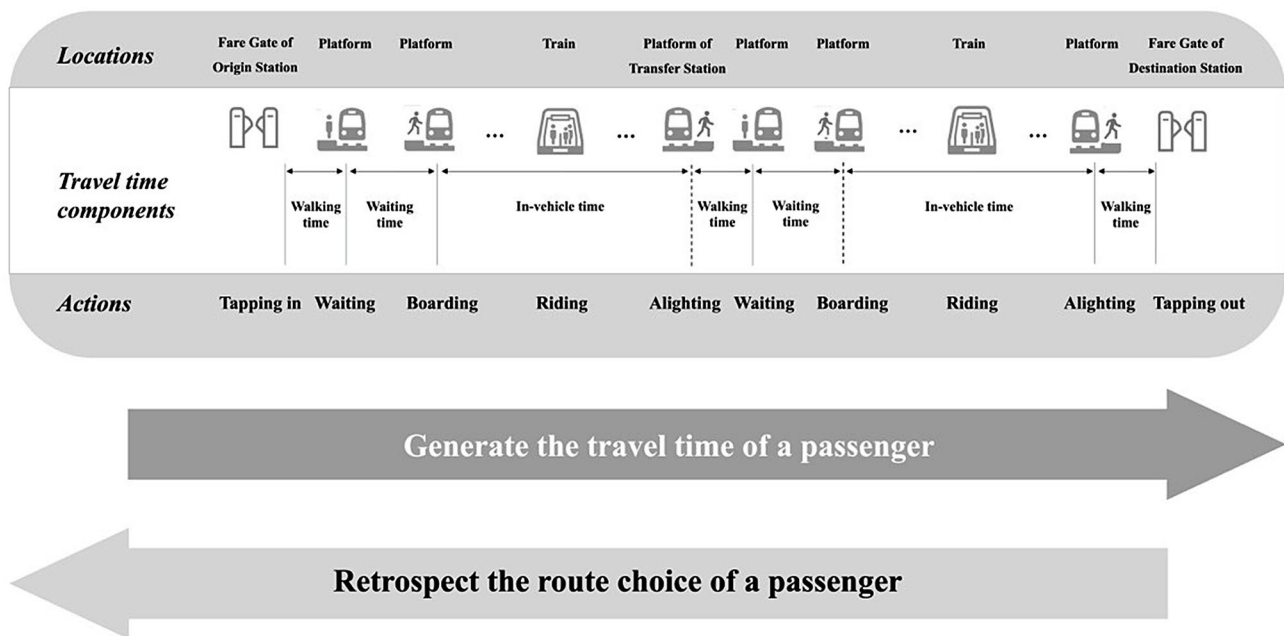 Locations
Fare Gate of
Origin Station
Platform
Platform
Train
Platform of
Transfer Station
Platform
Platform
Train
Platform
Fare Gate of
Destination Station
...
...
...
...
Travel time
components
Walking
time
Waiting
time
In-vehicle time
Walking
time
Waiting
time
In-vehicle time
Walking
time
Actions
Tapping in
Waiting
Boarding
Riding
Alighting
Waiting
Boarding
Riding
Alighting
Tapping out
Generate the travel time of a passenger
Retrospect the route choice of a passenger